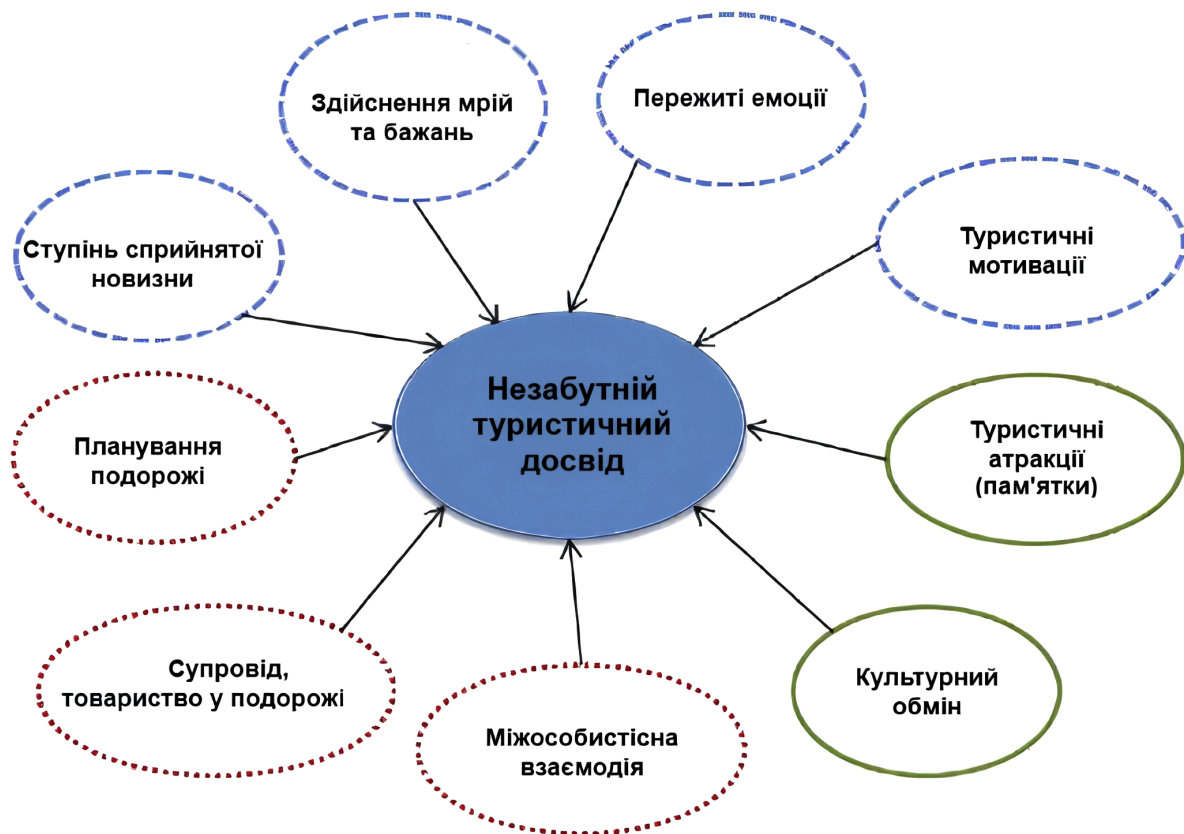 Здійснення мрій
та бажань
Пережиті емоції
Ступінь сприйнятої
новизни
Туристичні
мотивації
Незабутній
туристичний
досвід
Планування
подорожі
Туристичні
атракції
(пам'ятки)
Супровід,
товариство у подорожі
Міжособистісна
взаємодія
Культурний
обмін